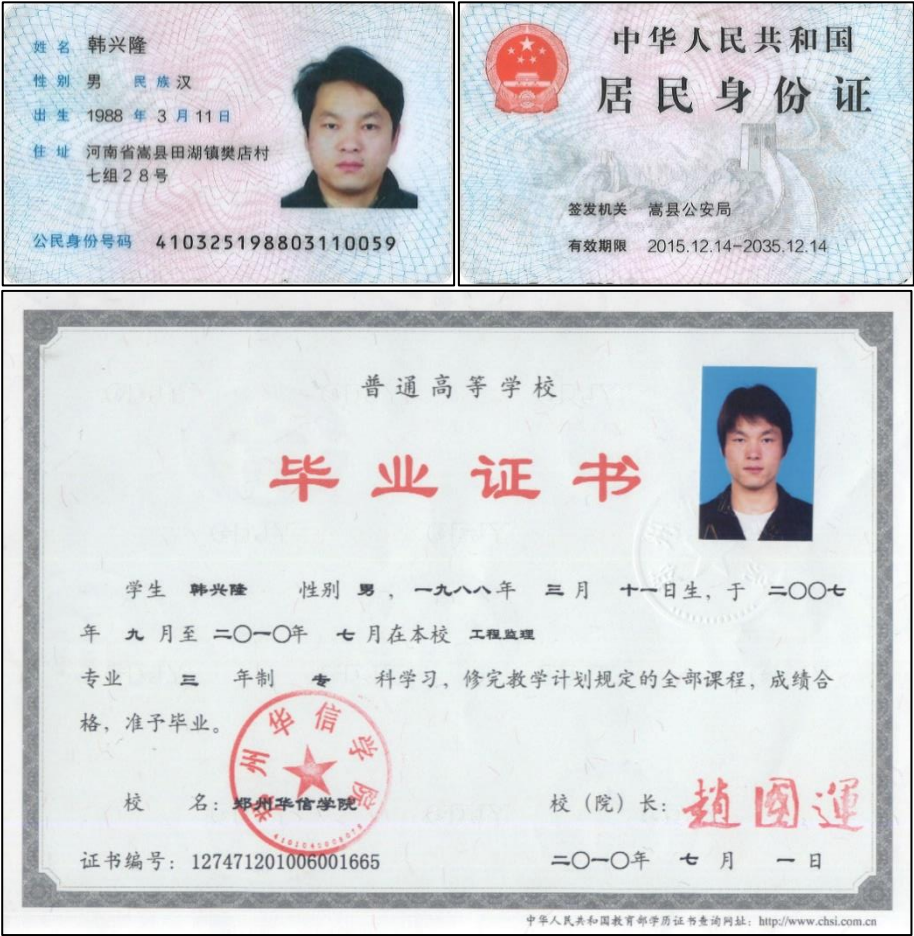 姓名 韩兴隆
性别 男 民族 汉
出生 1988 年 3 月 11 日
住址 河南省嵩县田湖镇樊店村
七组28号
公民身份号码 410325198803110059
中华人民共和国
居民身份证
签发机关 嵩县公安局
有效期限 2015.12.14-2035.12.14
普通高等学校
毕业证书
学生 韩兴隆 性别 男，一九八八年 三月 十一日生，于 二〇〇七
年 九月至 二〇一〇年 七月在本校 工程监理
专业 三 年制 专 科学习，修完教学计划规定的全部课程，成绩合
格，准予毕业。
郑州华信学院
校 名：郑州华信学院 校（院）长：趙國運
证书编号：127471201006001665 二〇一〇年 七月 一日
中华人民共和国教育部学历证书查询网址：http://www.chsi.com.cn